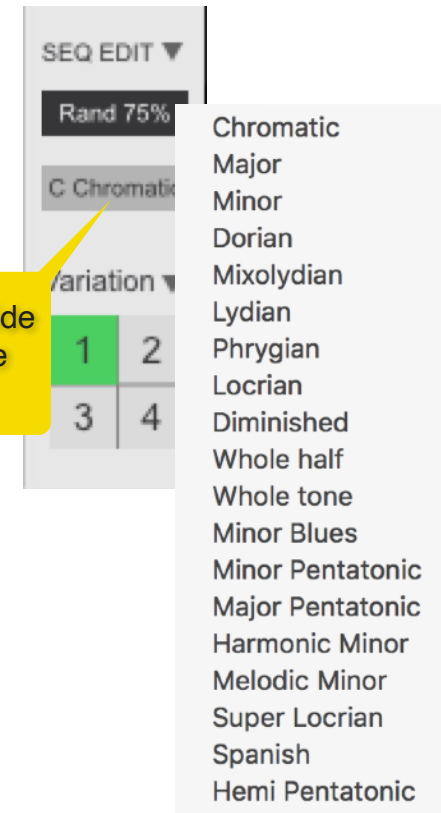 SEQ EDIT ▼
Rand 75%
C Chromatic
Variation ▼
de
e
1 2
3 4
Chromatic
Major
Minor
Dorian
Mixolydian
Lydian
Phrygian
Locrian
Diminished
Whole half
Whole tone
Minor Blues
Minor Pentatonic
Major Pentatonic
Harmonic Minor
Melodic Minor
Super Locrian
Spanish
Hemi Pentatonic